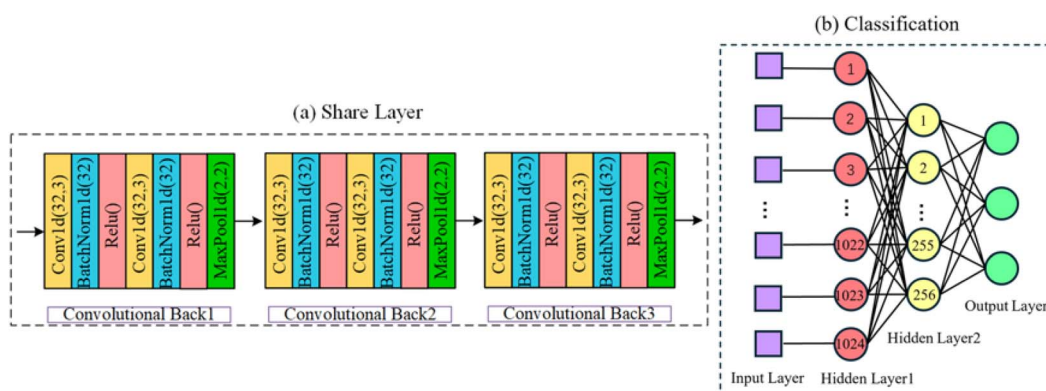 (b) Classification
(a) Share Layer
Conv1d(32,3)
BatchNorm1d(32)
Relu()
Conv1d(32,3)
BatchNorm1d(32)
Relu()
MaxPool1d(2,2)
Convolutional Back1
Conv1d(32,3)
BatchNorm1d(32)
Relu()
Conv1d(32,3)
BatchNorm1d(32)
Relu()
MaxPool1d(2,2)
Convolutional Back2
Conv1d(32,3)
BatchNorm1d(32)
Relu()
Conv1d(32,3)
BatchNorm1d(32)
Relu()
MaxPool1d(2,2)
Convolutional Back3
...
1
2
3
...
1022
1023
1024
1
2
...
255
256
Input Layer
Hidden Layer1
Hidden Layer2
Output Layer